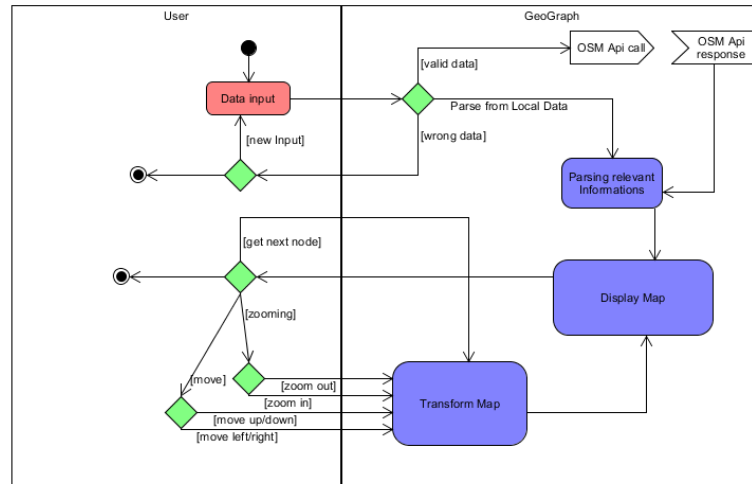 User
GeoGraph
OSM Api call
OSM Api
response
[valid data]
Data input
Parse from Local Data
[new Input]
[wrong data]
Parsing relevant
Informations
[get next node]
Display Map
[zooming]
[move]
[zoom out]
[zoom in]
Transform Map
[move up/down]
[move left/right]